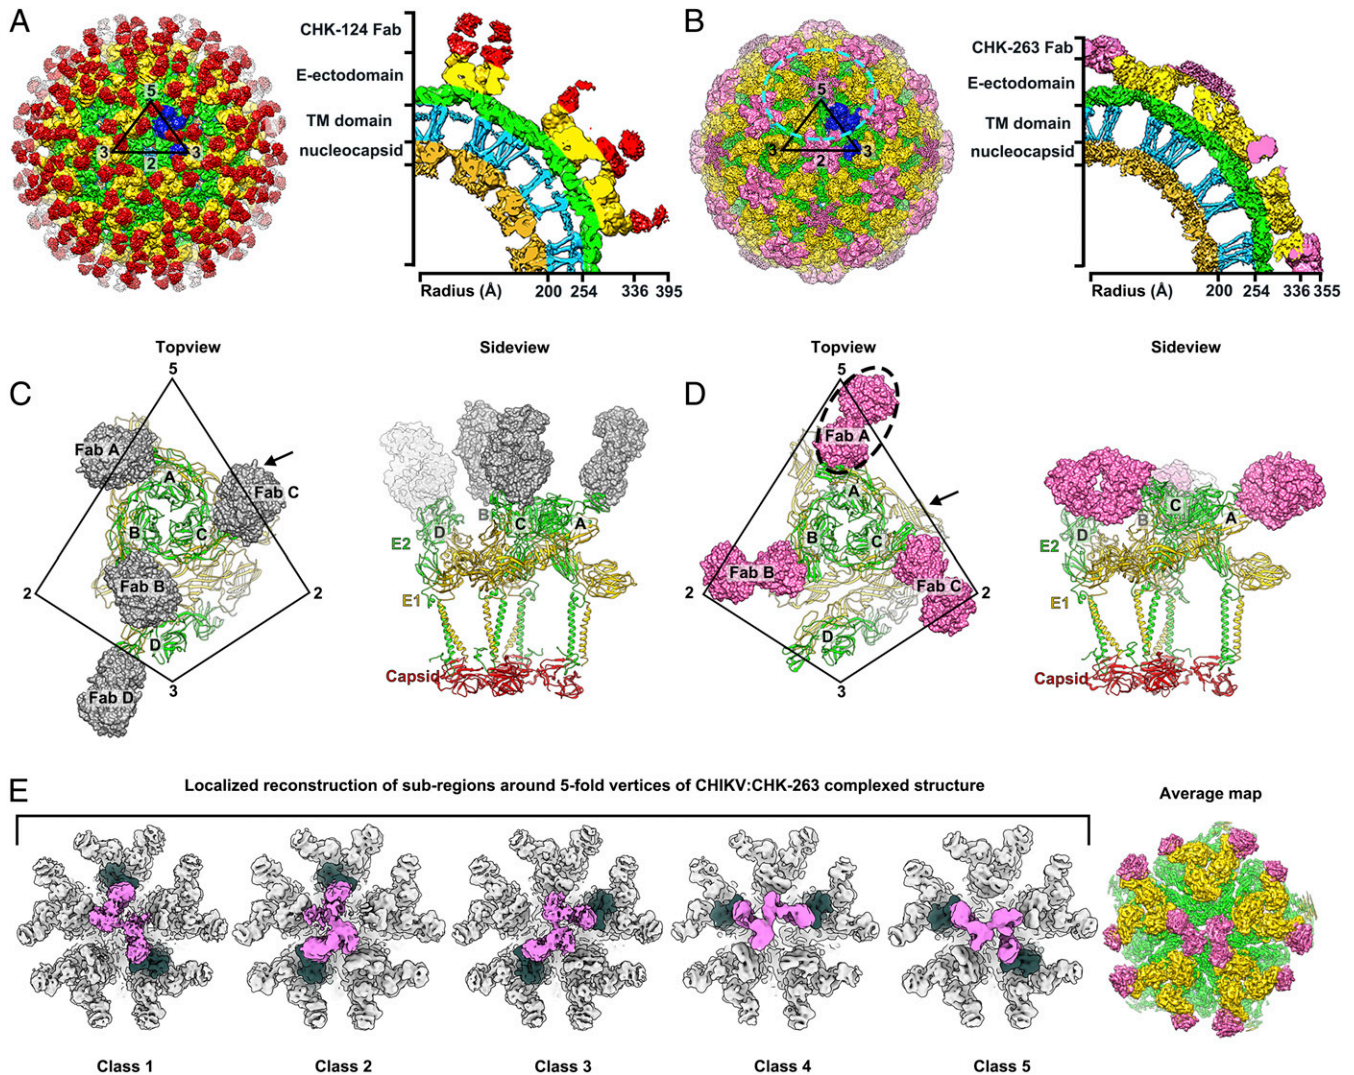 A
5
3
3
2
CHK-124 Fab
E-ectodomain
TM domain
nucleocapsid
Radius (Å)
200 254 336 395
B
5
3
3
2
CHK-263 Fab
E-ectodomain
TM domain
nucleocapsid
Radius (Å)
200 254 336 355
C
Topview
5
Fab A
A
Fab C
B
C
Fab B
2
2
D
3
Fab D
Sideview
B
C
A
D
E2
E1
Capsid
D
Topview
5
Fab A
A
B
C
Fab B
Fab C
2
2
D
3
Sideview
C
B
A
D
E2
E1
Capsid
E
Localized reconstruction of sub-regions around 5-fold vertices of CHIKV:CHK-263 complexed structure
Average map
Class 1
Class 2
Class 3
Class 4
Class 5